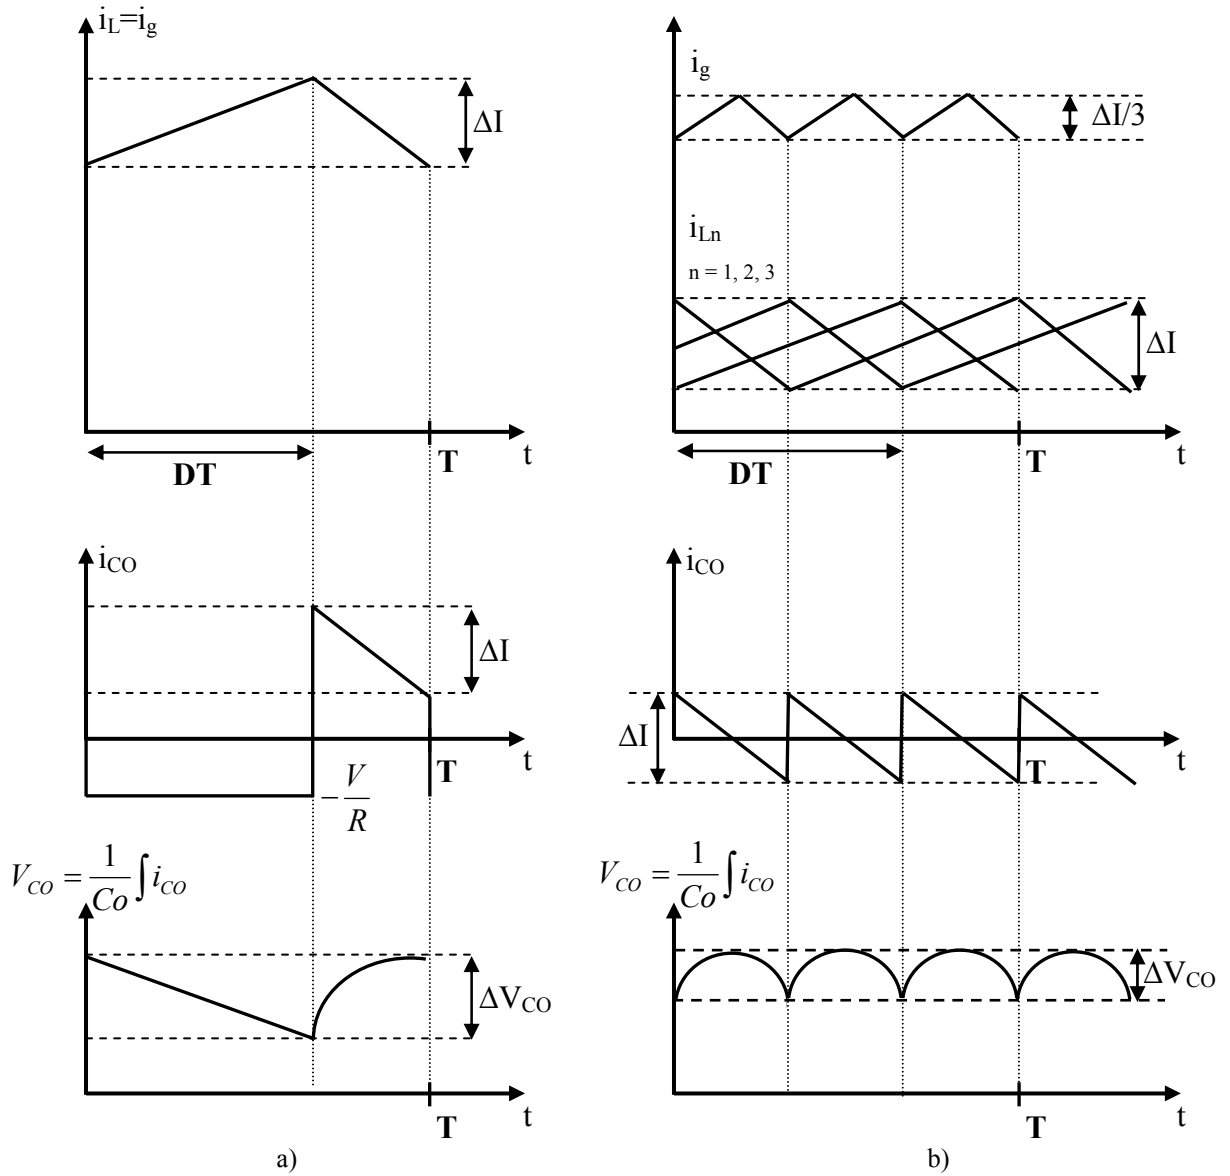 i_L=i_g
ΔI
DT
T
t
i_CO
ΔI
T
t
-V/R
V_CO = 1/Co ∫ i_CO
ΔV_CO
t
T
a)
i_g
ΔI/3
i_Ln
n = 1, 2, 3
ΔI
DT
T
t
i_CO
ΔI
T
t
V_CO = 1/Co ∫ i_CO
ΔV_CO
t
T
b)